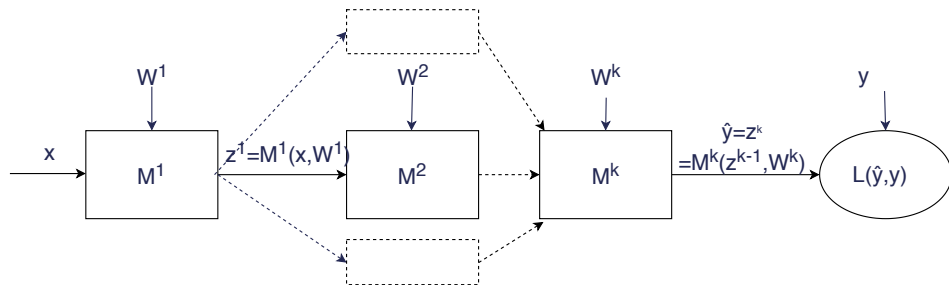 W¹
W²
Wᵏ
y
x
M¹
z¹=M¹(x,W¹)
M²
Mᵏ
ŷ=zᵏ
=Mᵏ(zᵏ⁻¹,Wᵏ)
L(ŷ,y)